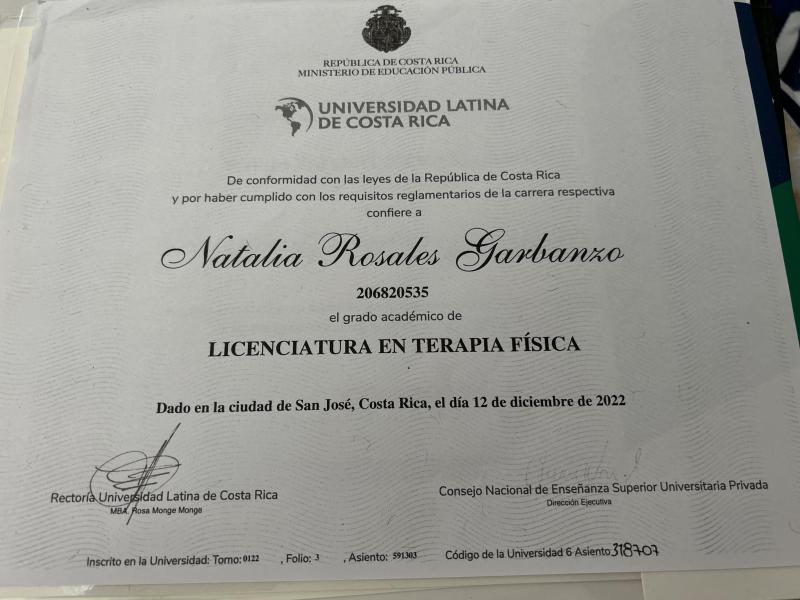 REPÚBLICA DE COSTA RICA
MINISTERIO DE EDUCACIÓN PÚBLICA
UNIVERSIDAD LATINA
DE COSTA RICA
De conformidad con las leyes de la República de Costa Rica
y por haber cumplido con los requisitos reglamentarios de la carrera respectiva
confiere a
Natalia Rosales Garbanzo
206820535
el grado académico de
LICENCIATURA EN TERAPIA FÍSICA
Dado en la ciudad de San José, Costa Rica, el día 12 de diciembre de 2022
Rectoría Universidad Latina de Costa Rica
MBA. Rosa Monge Monge
Consejo Nacional de Enseñanza Superior Universitaria Privada
Dirección Ejecutiva
Inscrito en la Universidad: Tomo: 0122 , Folio: 3 , Asiento: 591303 Código de la Universidad 6 Asiento 318707